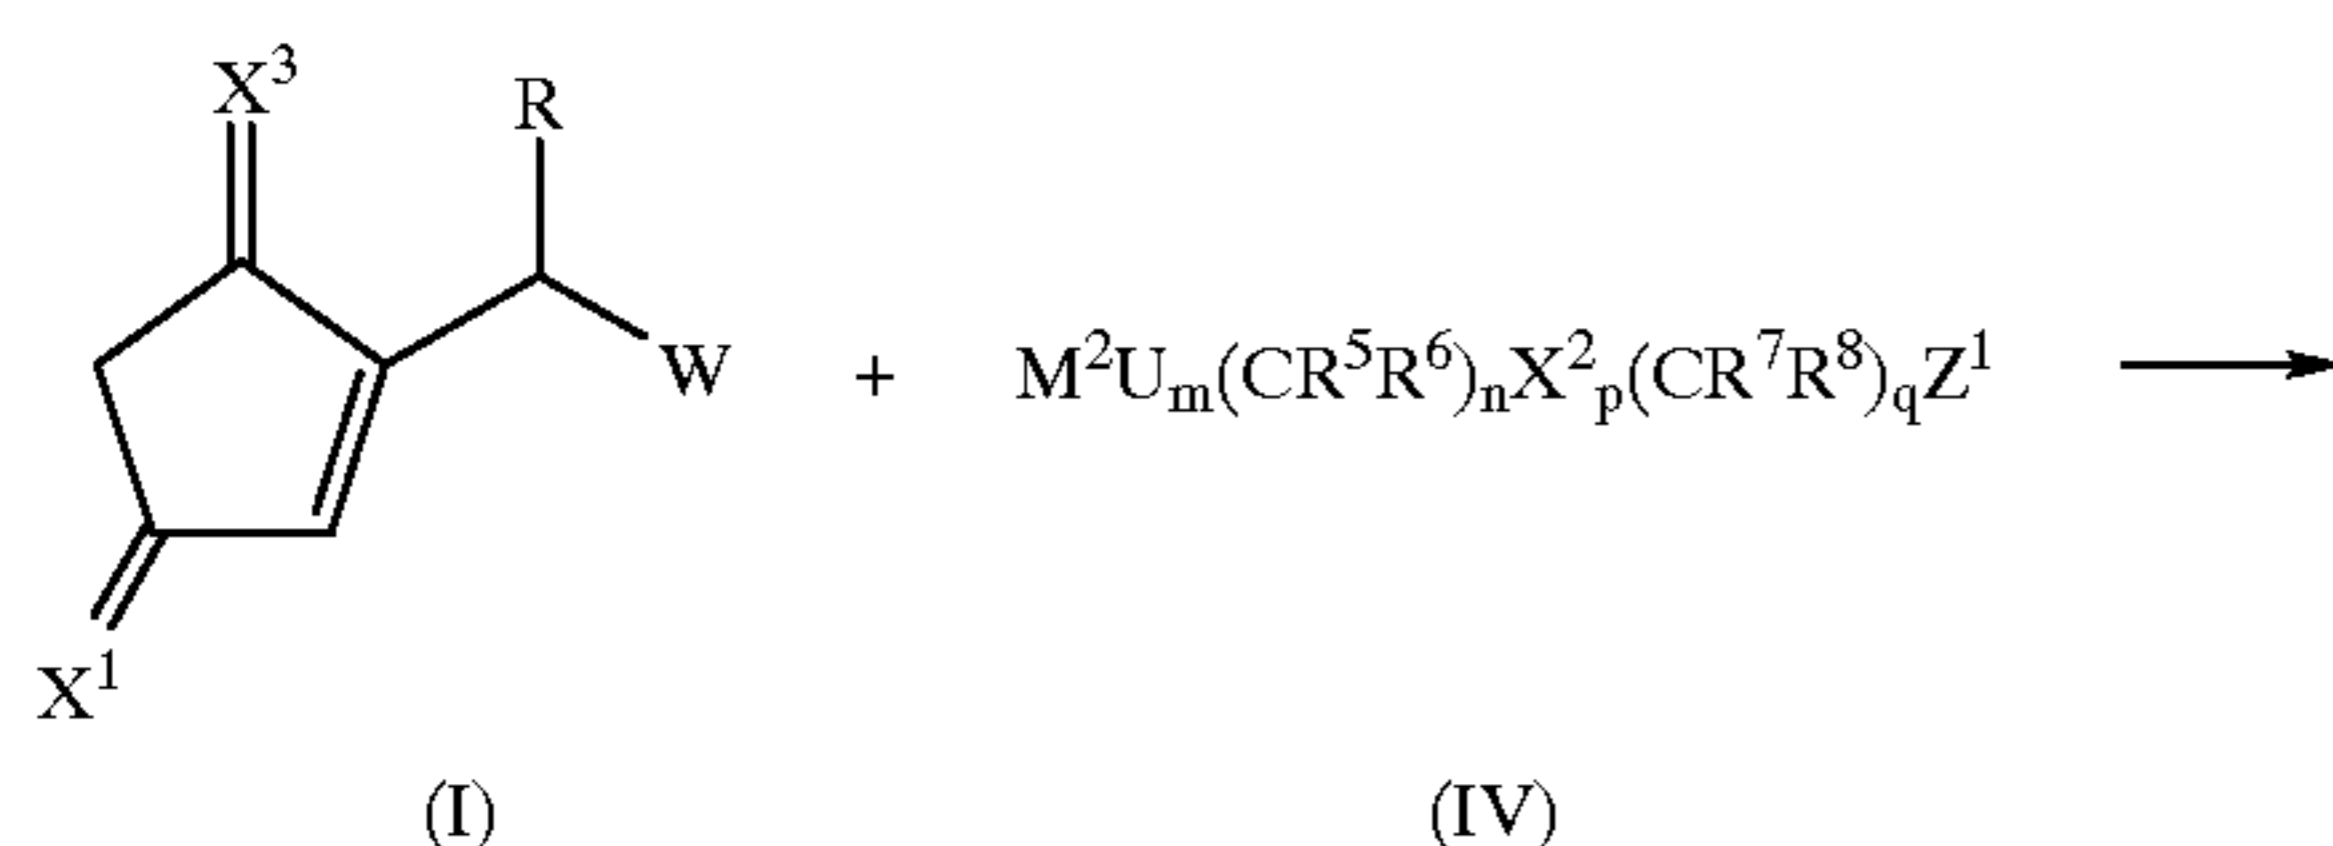 X³
R
W + M²Uₘ(CR⁵R⁶)ₙX²ₚ(CR⁷R⁸)qZ¹
X¹
(I) (IV)